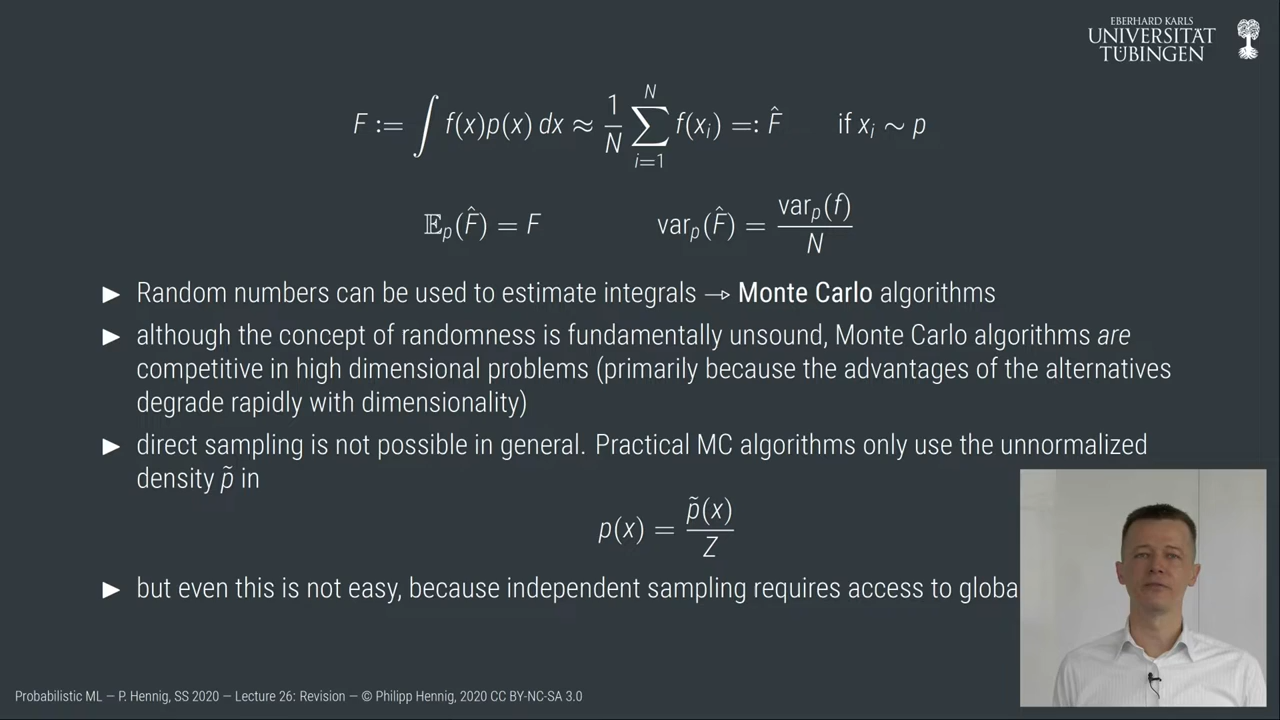 EBERHARD KARLS
UNIVERSITÄT
TÜBINGEN
F := ∫ f(x)p(x) dx ≈ 1/N ∑_{i=1}^{N} f(x_i) =: F̂ if x_i ∼ p
𝔼_p(F̂) = F var_p(F̂) = var_p(f)/N
▶ Random numbers can be used to estimate integrals → Monte Carlo algorithms
▶ although the concept of randomness is fundamentally unsound, Monte Carlo algorithms are
competitive in high dimensional problems (primarily because the advantages of the alternatives
degrade rapidly with dimensionality)
▶ direct sampling is not possible in general. Practical MC algorithms only use the unnormalized
density p̃ in
p(x) = p̃(x)/Z
▶ but even this is not easy, because independent sampling requires access to globa
Probabilistic ML — P. Hennig, SS 2020 — Lecture 26: Revision — © Philipp Hennig, 2020 CC BY-NC-SA 3.0